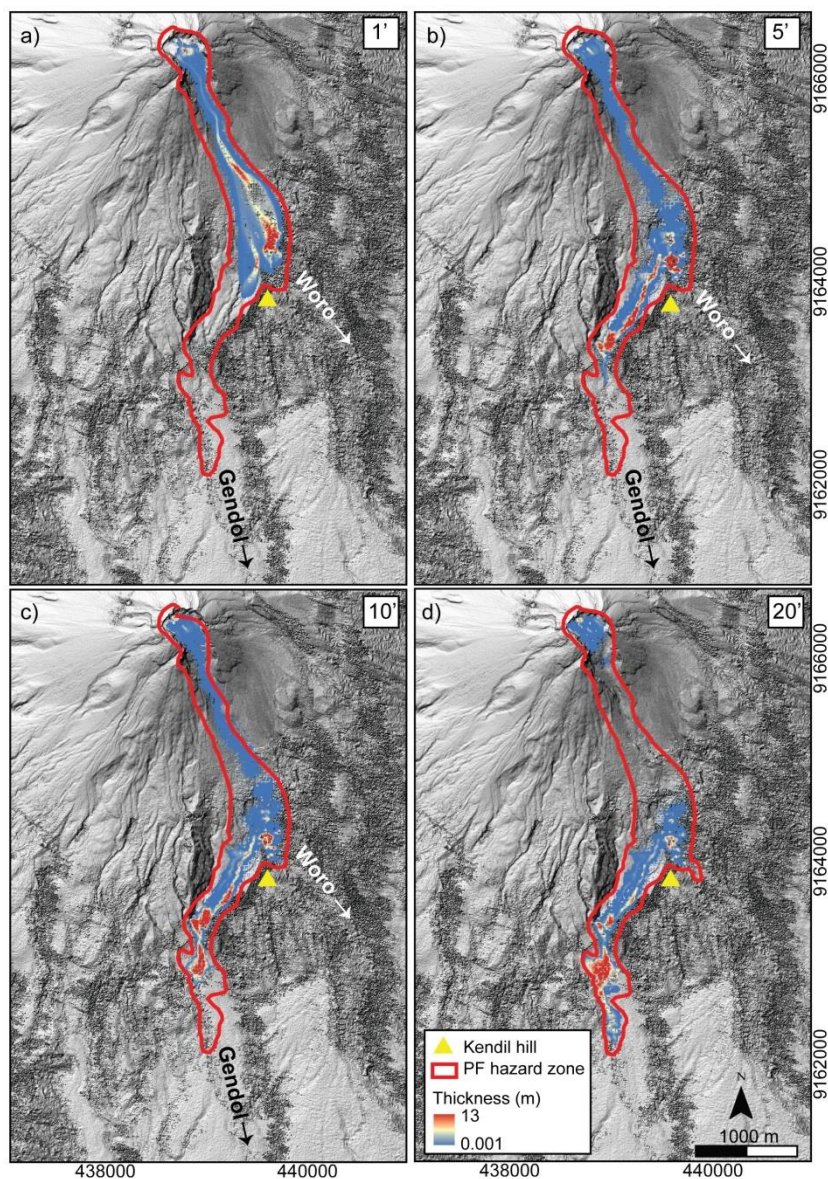 a)
1'
b)
5'
9166000
Woro
9164000
Woro
Gendol
Gendol
9162000
c)
10'
d)
20'
9166000
Woro
9164000
Gendol
Kendil hill
PF hazard zone
Thickness (m)
13
0.001
N
1000 m
9162000
438000
440000
438000
440000